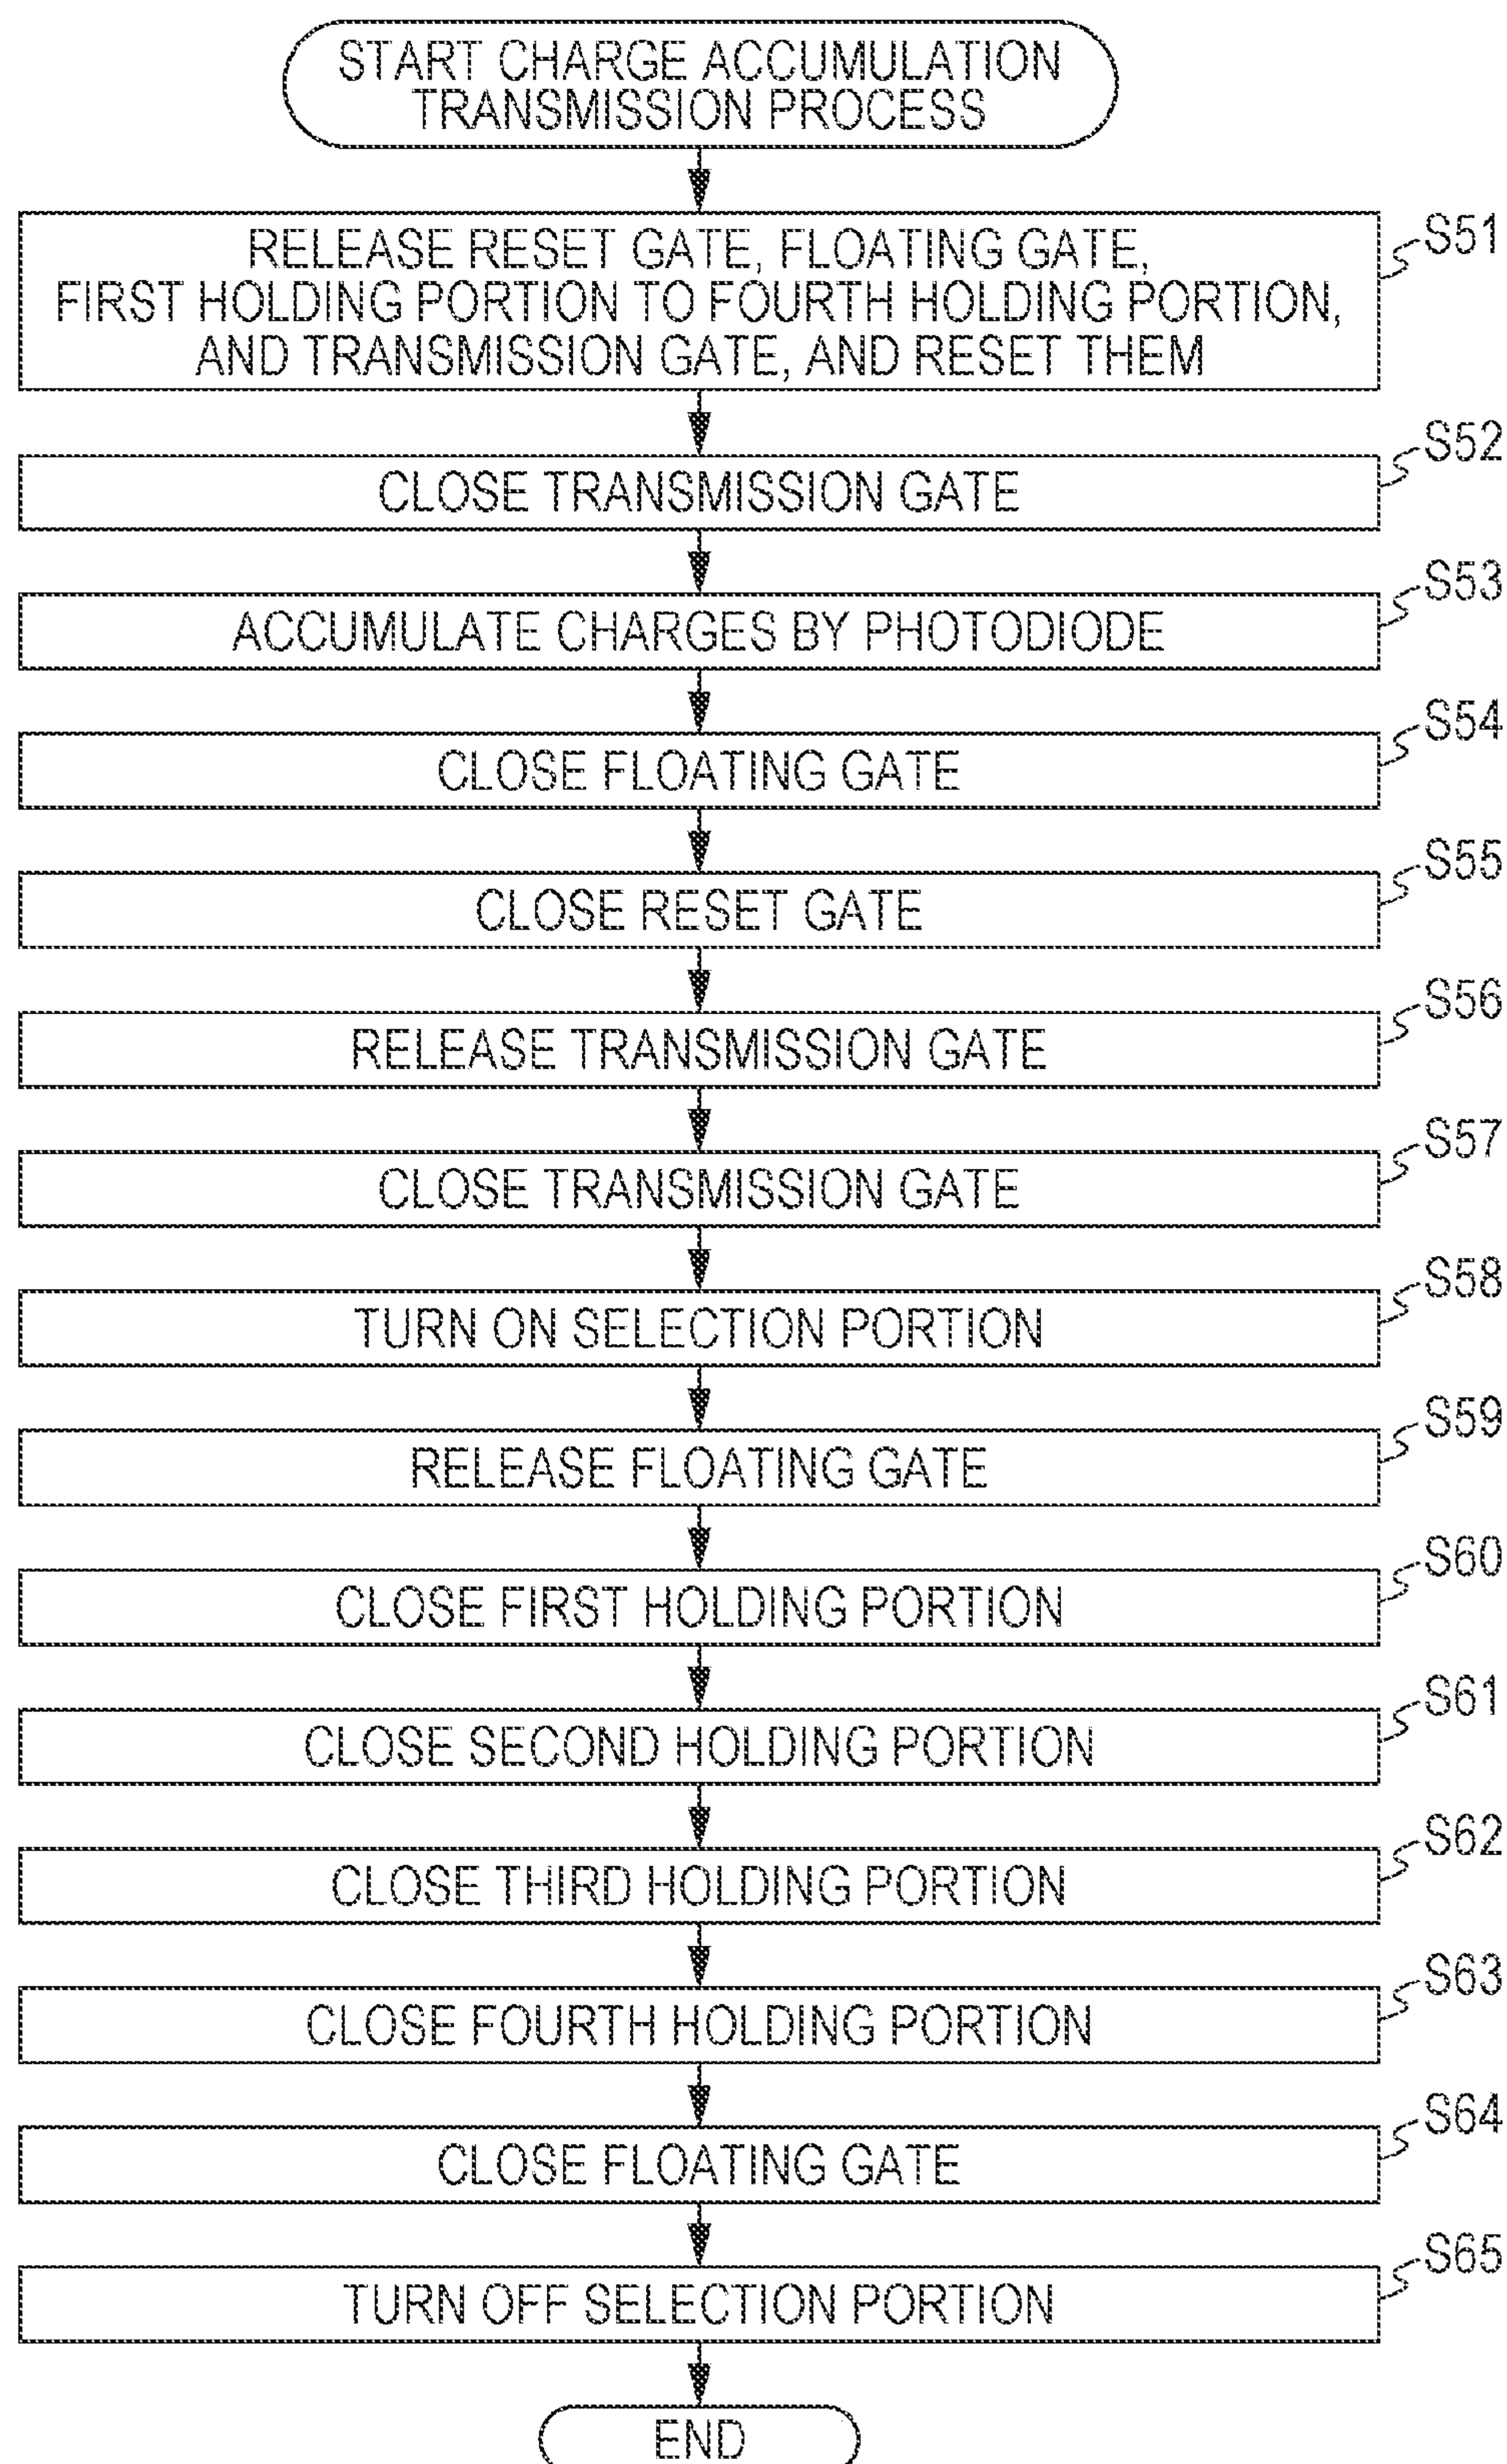 START CHARGE ACCUMULATION
TRANSMISSION PROCESS
RELEASE RESET GATE, FLOATING GATE,
FIRST HOLDING PORTION TO FOURTH HOLDING PORTION,
AND TRANSMISSION GATE, AND RESET THEM
S51
CLOSE TRANSMISSION GATE
S52
ACCUMULATE CHARGES BY PHOTODIODE
S53
CLOSE FLOATING GATE
S54
CLOSE RESET GATE
S55
RELEASE TRANSMISSION GATE
S56
CLOSE TRANSMISSION GATE
S57
TURN ON SELECTION PORTION
S58
RELEASE FLOATING GATE
S59
CLOSE FIRST HOLDING PORTION
S60
CLOSE SECOND HOLDING PORTION
S61
CLOSE THIRD HOLDING PORTION
S62
CLOSE FOURTH HOLDING PORTION
S63
CLOSE FLOATING GATE
S64
TURN OFF SELECTION PORTION
S65
END